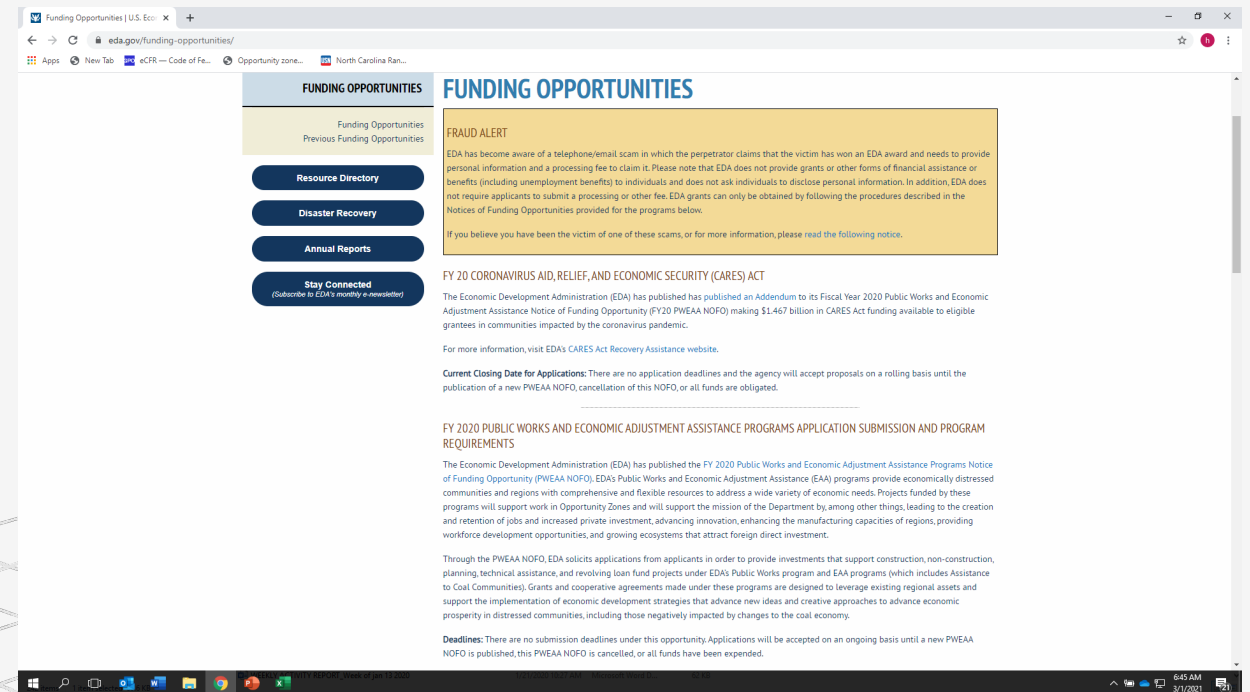 Funding Opportunities | U.S. Eco
eda.gov/funding-opportunities/
h
Apps New Tab eCFR — Code of Fe... Opportunity zone... North Carolina Ran...
FUNDING OPPORTUNITIES
Funding Opportunities
Previous Funding Opportunities
Resource Directory
Disaster Recovery
Annual Reports
Stay Connected
(Subscribe to EDA's monthly e-newsletter)
FUNDING OPPORTUNITIES
FRAUD ALERT
EDA has become aware of a telephone/email scam in which the perpetrator claims that the victim has won an EDA award and needs to provide
personal information and a processing fee to claim it. Please note that EDA does not provide grants or other forms of financial assistance or
benefits (including unemployment benefits) to individuals and does not ask individuals to disclose personal information. In addition, EDA does
not require applicants to submit a processing or other fee. EDA grants can only be obtained by following the procedures described in the
Notices of Funding Opportunities provided for the programs below.
If you believe you have been the victim of one of these scams, or for more information, please read the following notice.
FY 20 CORONAVIRUS AID, RELIEF, AND ECONOMIC SECURITY (CARES) ACT
The Economic Development Administration (EDA) has published has published an Addendum to its Fiscal Year 2020 Public Works and Economic
Adjustment Assistance Notice of Funding Opportunity (FY20 PWEAA NOFO) making $1.467 billion in CARES Act funding available to eligible
grantees in communities impacted by the coronavirus pandemic.
For more information, visit EDA's CARES Act Recovery Assistance website.
Current Closing Date for Applications: There are no application deadlines and the agency will accept proposals on a rolling basis until the
publication of a new PWEAA NOFO, cancellation of this NOFO, or all funds are obligated.
FY 2020 PUBLIC WORKS AND ECONOMIC ADJUSTMENT ASSISTANCE PROGRAMS APPLICATION SUBMISSION AND PROGRAM
REQUIREMENTS
The Economic Development Administration (EDA) has published the FY 2020 Public Works and Economic Adjustment Assistance Programs Notice
of Funding Opportunity (PWEAA NOFO). EDA's Public Works and Economic Adjustment Assistance (EAA) programs provide economically distressed
communities and regions with comprehensive and flexible resources to address a wide variety of economic needs. Projects funded by these
programs will support work in Opportunity Zones and will support the mission of the Department by, among other things, leading to the creation
and retention of jobs and increased private investment, advancing innovation, enhancing the manufacturing capacities of regions, providing
workforce development opportunities, and growing ecosystems that attract foreign direct investment.
Through the PWEAA NOFO, EDA solicits applications from applicants in order to provide investments that support construction, non-construction,
planning, technical assistance, and revolving loan fund projects under EDA's Public Works program and EAA programs (which includes Assistance
to Coal Communities). Grants and cooperative agreements made under these programs are designed to leverage existing regional assets and
support the implementation of economic development strategies that advance new ideas and creative approaches to advance economic
prosperity in distressed communities, including those negatively impacted by changes to the coal economy.
Deadlines: There are no submission deadlines under this opportunity. Applications will be accepted on an ongoing basis until a new PWEAA
NOFO is published, this PWEAA NOFO is cancelled, or all funds have been expended.
6:45 AM
3/1/2021
21